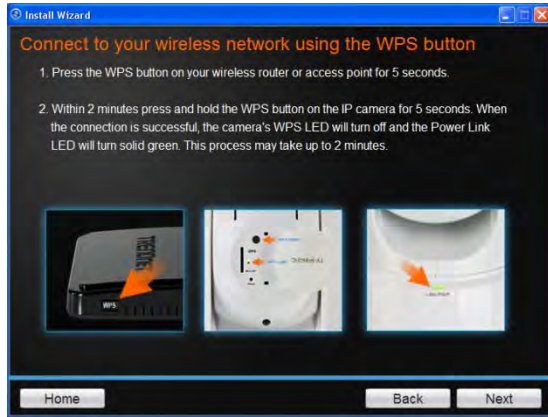 Install Wizard
Connect to your wireless network using the WPS button
1. Press the WPS button on your wireless router or access point for 5 seconds.
2. Within 2 minutes press and hold the WPS button on the IP camera for 5 seconds. When
the connection is successful, the camera's WPS LED will turn off and the Power Link
LED will turn solid green. This process may take up to 2 minutes.
TRENDNET
WPS
Home
Back
Next